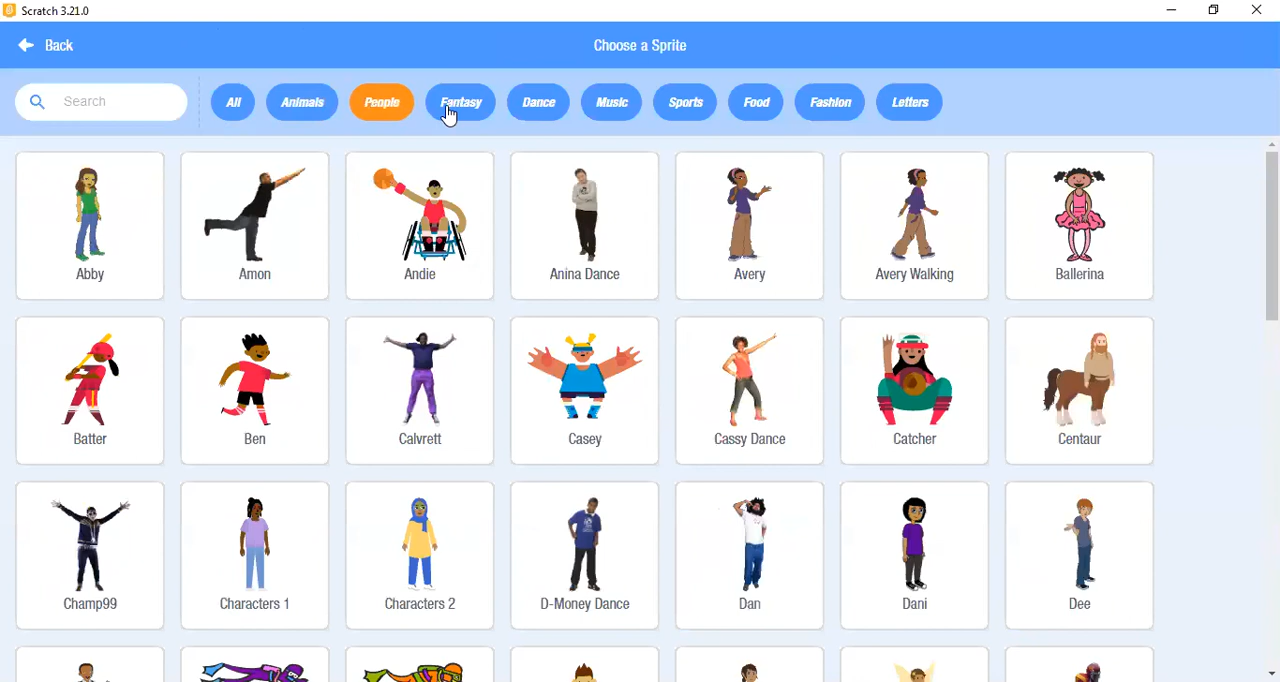 Scratch 3.21.0
Back
Choose a Sprite
Search
All Animals People Fantasy Dance Music Sports Food Fashion Letters
Abby Amon Andie Anina Dance Avery Avery Walking Ballerina
Batter Ben Calvrett Casey Cassy Dance Catcher Centaur
Champ99 Characters 1 Characters 2 D-Money Dance Dan Dani Dee